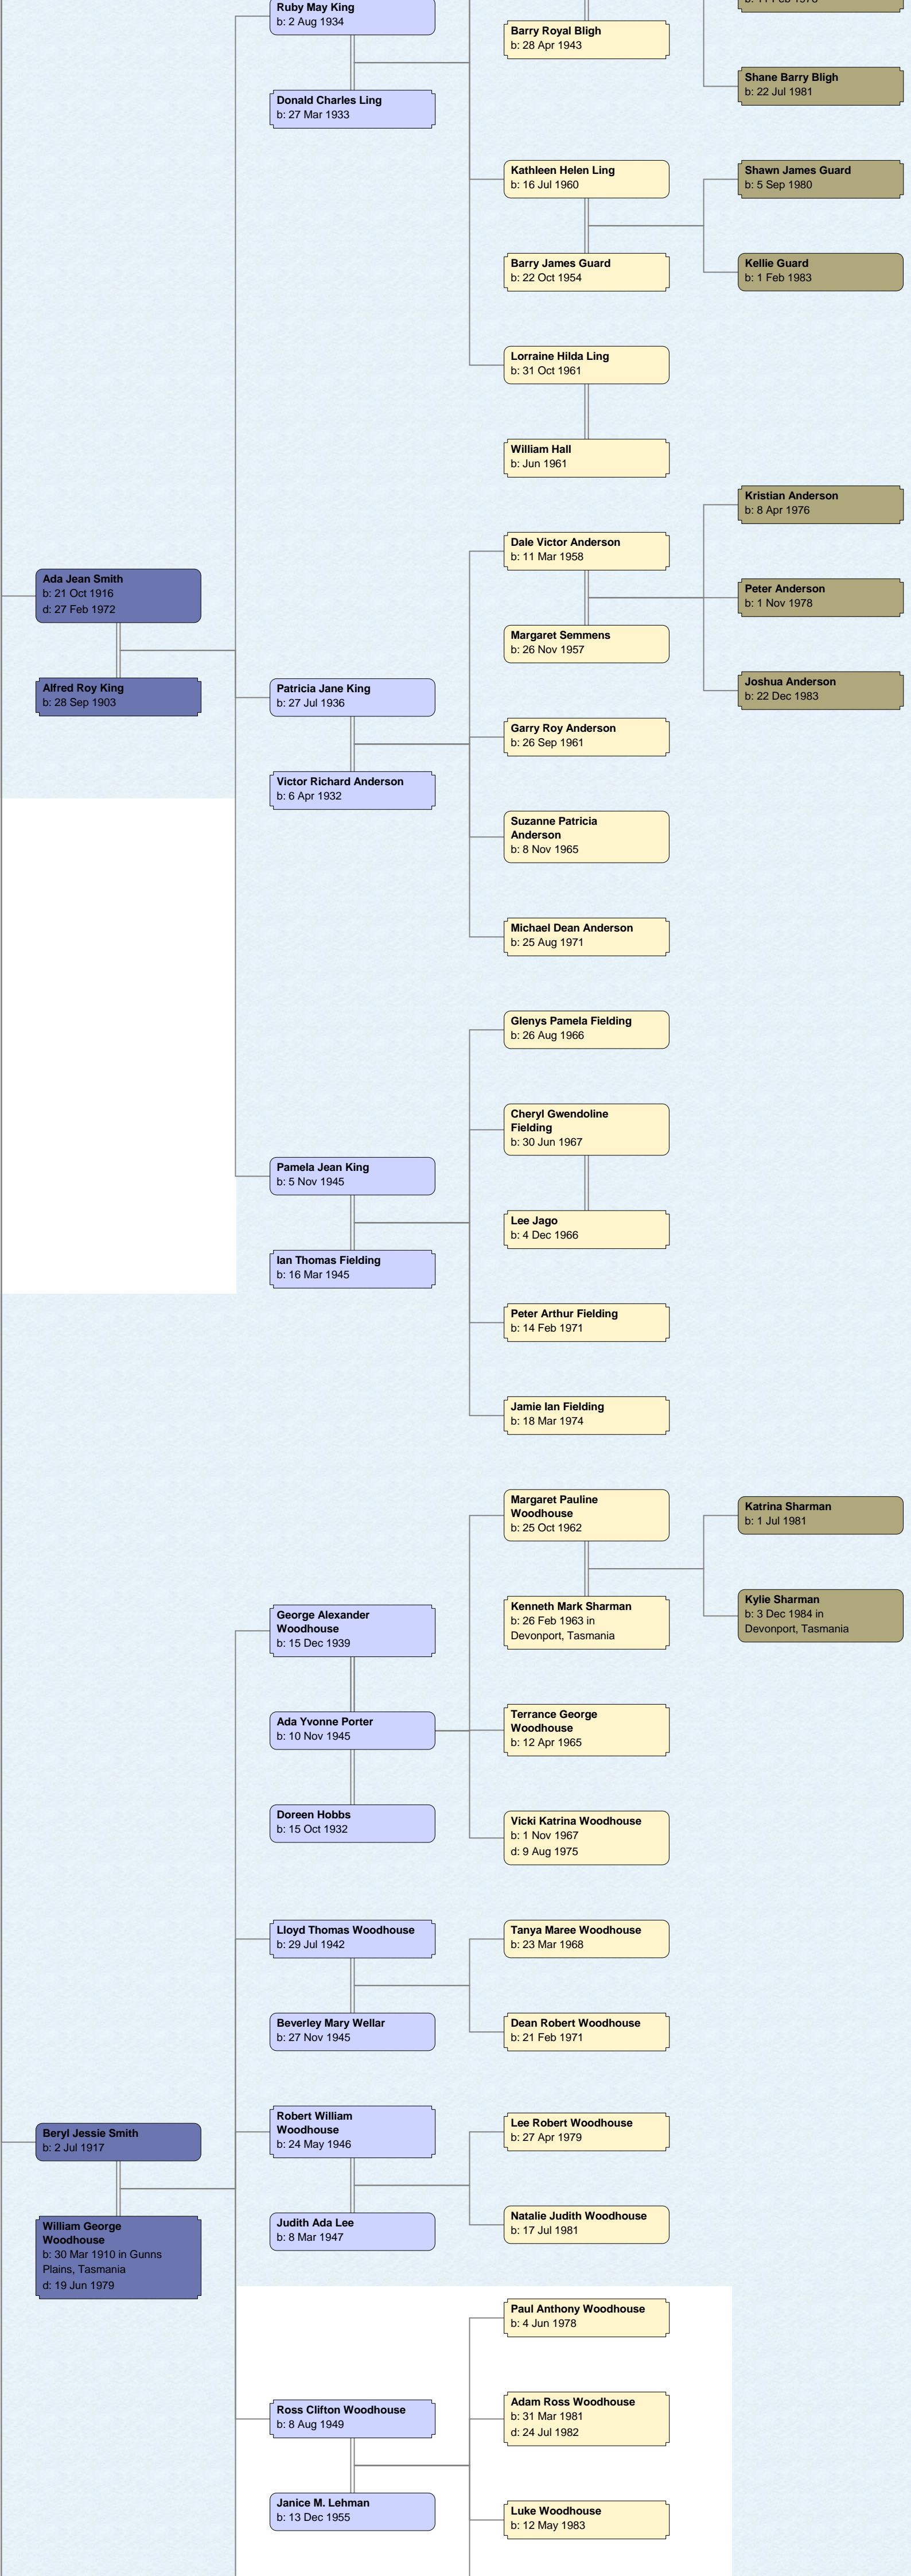 Ruby May King
b: 2 Aug 1934
Donald Charles Ling
b: 27 Mar 1933
Barry Royal Bligh
b: 28 Apr 1943
Shane Barry Bligh
b: 22 Jul 1981
Kathleen Helen Ling
b: 16 Jul 1960
Barry James Guard
b: 22 Oct 1954
Shawn James Guard
b: 5 Sep 1980
Kellie Guard
b: 1 Feb 1983
Lorraine Hilda Ling
b: 31 Oct 1961
William Hall
b: Jun 1961
Ada Jean Smith
b: 21 Oct 1916
d: 27 Feb 1972
Alfred Roy King
b: 28 Sep 1903
Patricia Jane King
b: 27 Jul 1936
Victor Richard Anderson
b: 6 Apr 1932
Dale Victor Anderson
b: 11 Mar 1958
Margaret Semmens
b: 26 Nov 1957
Kristian Anderson
b: 8 Apr 1976
Peter Anderson
b: 1 Nov 1978
Joshua Anderson
b: 22 Dec 1983
Garry Roy Anderson
b: 26 Sep 1961
Suzanne Patricia
Anderson
b: 8 Nov 1965
Michael Dean Anderson
b: 25 Aug 1971
Pamela Jean King
b: 5 Nov 1945
Ian Thomas Fielding
b: 16 Mar 1945
Glenys Pamela Fielding
b: 26 Aug 1966
Cheryl Gwendoline
Fielding
b: 30 Jun 1967
Lee Jago
b: 4 Dec 1966
Peter Arthur Fielding
b: 14 Feb 1971
Jamie Ian Fielding
b: 18 Mar 1974
George Alexander
Woodhouse
b: 15 Dec 1939
Ada Yvonne Porter
b: 10 Nov 1945
Doreen Hobbs
b: 15 Oct 1932
Margaret Pauline
Woodhouse
b: 25 Oct 1962
Kenneth Mark Sharman
b: 26 Feb 1963 in
Devonport, Tasmania
Katrina Sharman
b: 1 Jul 1981
Kylie Sharman
b: 3 Dec 1984 in
Devonport, Tasmania
Terrance George
Woodhouse
b: 12 Apr 1965
Vicki Katrina Woodhouse
b: 1 Nov 1967
d: 9 Aug 1975
Lloyd Thomas Woodhouse
b: 29 Jul 1942
Beverley Mary Wellar
b: 27 Nov 1945
Tanya Maree Woodhouse
b: 23 Mar 1968
Dean Robert Woodhouse
b: 21 Feb 1971
Beryl Jessie Smith
b: 2 Jul 1917
William George
Woodhouse
b: 30 Mar 1910 in Gunns
Plains, Tasmania
d: 19 Jun 1979
Robert William
Woodhouse
b: 24 May 1946
Judith Ada Lee
b: 8 Mar 1947
Lee Robert Woodhouse
b: 27 Apr 1979
Natalie Judith Woodhouse
b: 17 Jul 1981
Ross Clifton Woodhouse
b: 8 Aug 1949
Janice M. Lehman
b: 13 Dec 1955
Paul Anthony Woodhouse
b: 4 Jun 1978
Adam Ross Woodhouse
b: 31 Mar 1981
d: 24 Jul 1982
Luke Woodhouse
b: 12 May 1983